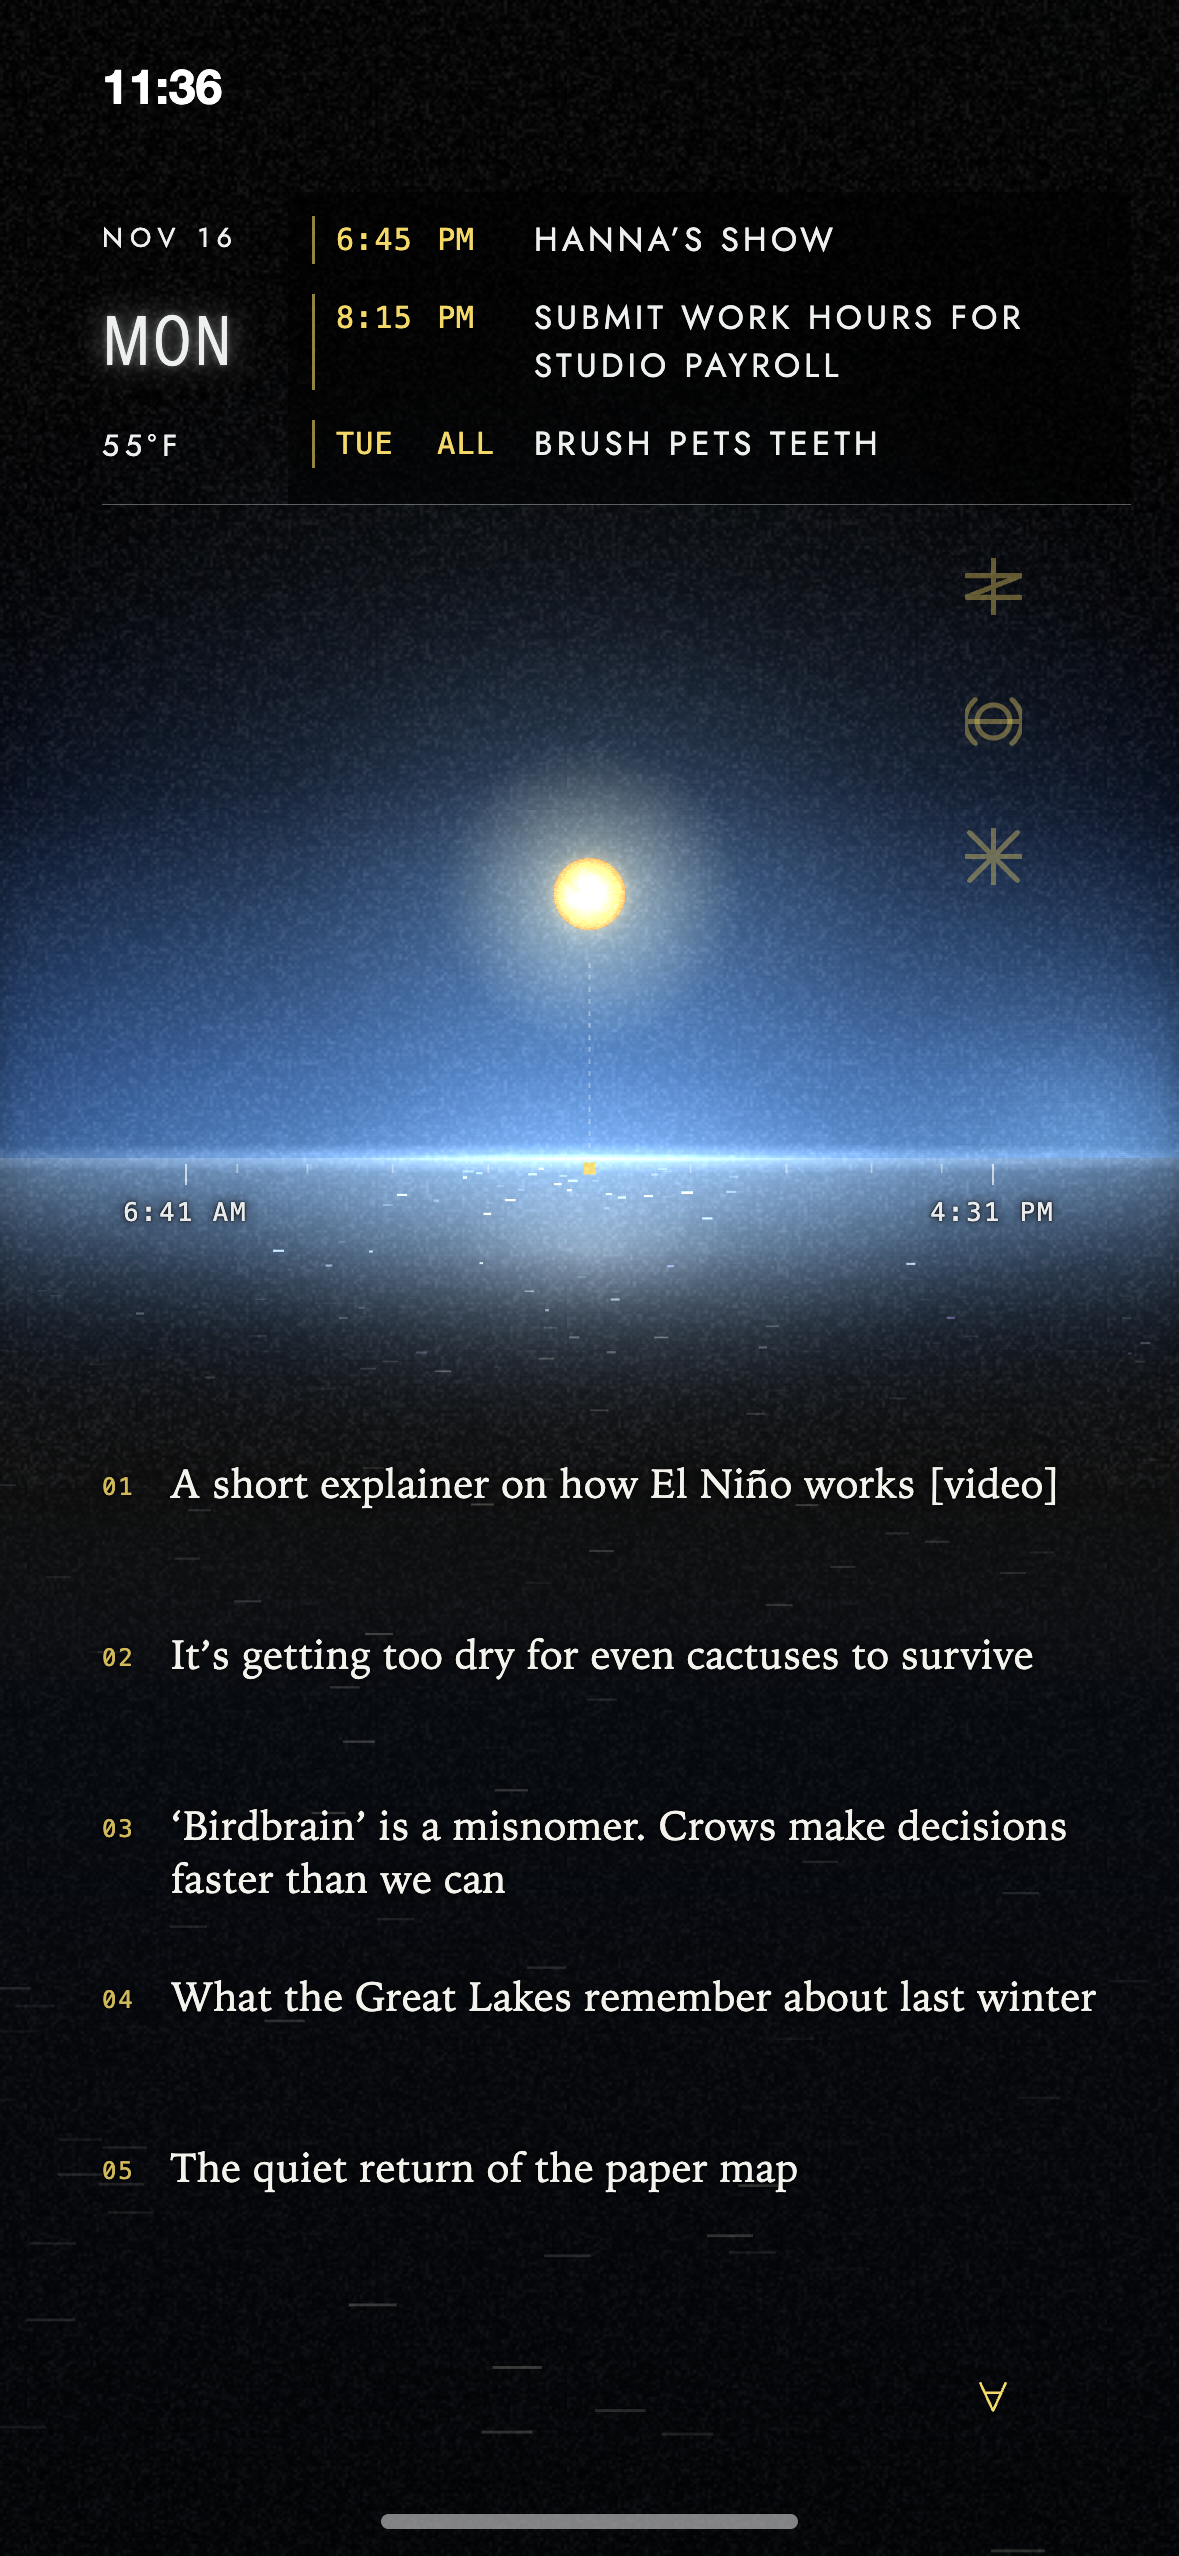 11:36
NOV 16
MON
55°F
6:45 PM HANNA’S SHOW
8:15 PM SUBMIT WORK HOURS FOR
STUDIO PAYROLL
TUE ALL BRUSH PETS TEETH
6:41 AM
4:31 PM
01 A short explainer on how El Niño works [video]
02 It’s getting too dry for even cactuses to survive
03 ‘Birdbrain’ is a misnomer. Crows make decisions
faster than we can
04 What the Great Lakes remember about last winter
05 The quiet return of the paper map
∀